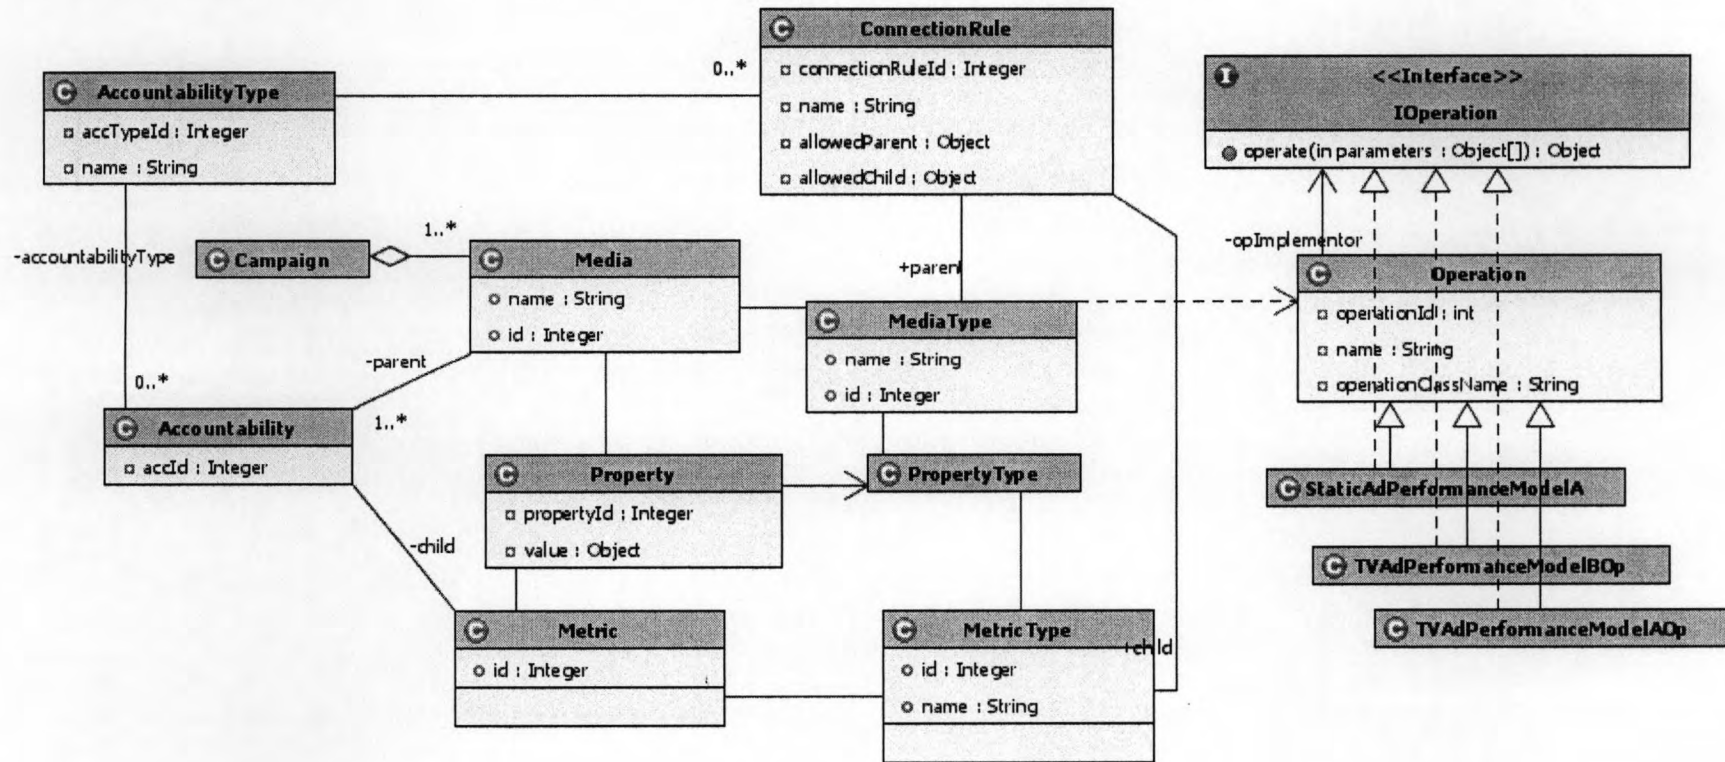 ConnectionRule
connectionRuleId : Integer
name : String
allowedParent : Object
allowedChild : Object
0..*
AccountabilityType
accTypeId : Integer
name : String
<<Interface>>
IOperation
operate(in parameters : Object[]) : Object
-accountabilityType
Campaign
1..*
Media
name : String
id : Integer
+parent
-opImplementor
Operation
operationId : int
name : String
operationClassName : String
MediaType
name : String
id : Integer
-parent
0..*
1..*
Accountability
accId : Integer
Property
propertyId : Integer
value : Object
PropertyType
StaticAdPerformanceModelA
-child
TVAdPerformanceModelBOp
Metric
id : Integer
MetricType
id : Integer
name : String
+child
TVAdPerformanceModelAOp